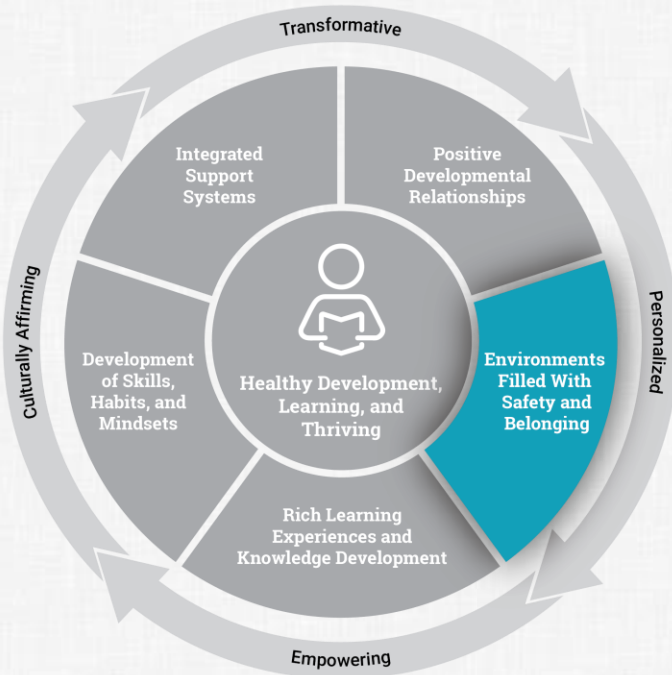 Transformative
Integrated
Support
Systems
Positive
Developmental
Relationships
Culturally Affirming
Personalized
Development
of Skills,
Habits, and
Mindsets
Healthy Development,
Learning, and
Thriving
Environments
Filled With
Safety and
Belonging
Rich Learning
Experiences and
Knowledge Development
Empowering